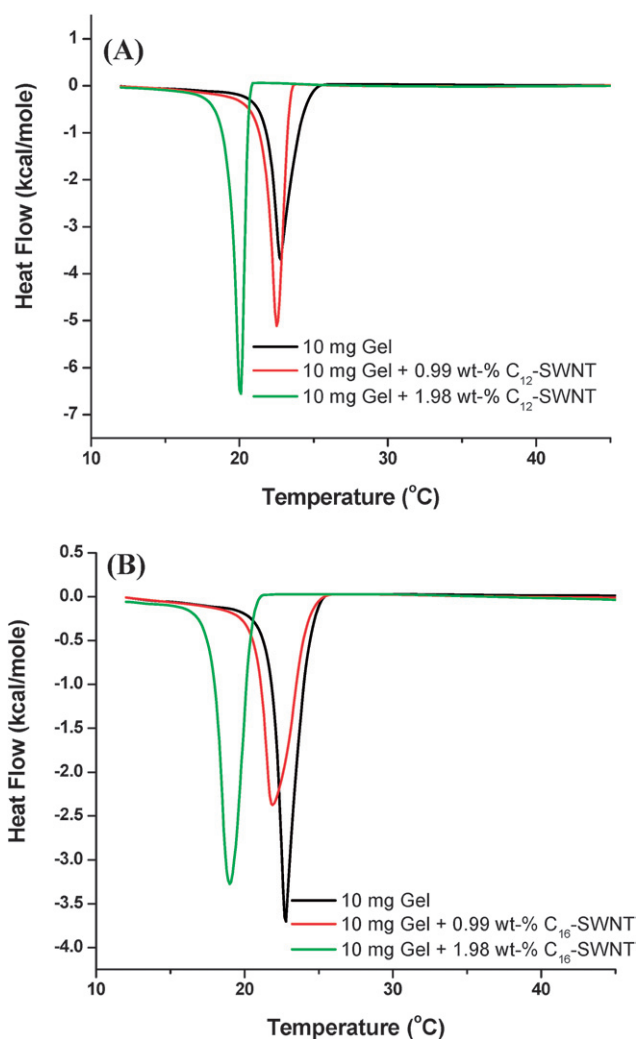 (A)
1
0
-1
-2
-3
-4
-5
-6
-7
Heat Flow (kcal/mole)
10 mg Gel
10 mg Gel + 0.99 wt-% C₁₂-SWNT
10 mg Gel + 1.98 wt-% C₁₂-SWNT
10 20 30 40
Temperature (°C)
(B)
0.5
0.0
-0.5
-1.0
-1.5
-2.0
-2.5
-3.0
-3.5
-4.0
Heat Flow (kcal/mole)
10 mg Gel
10 mg Gel + 0.99 wt-% C₁₆-SWNT
10 mg Gel + 1.98 wt-% C₁₆-SWNT
10 20 30 40
Temperature (°C)